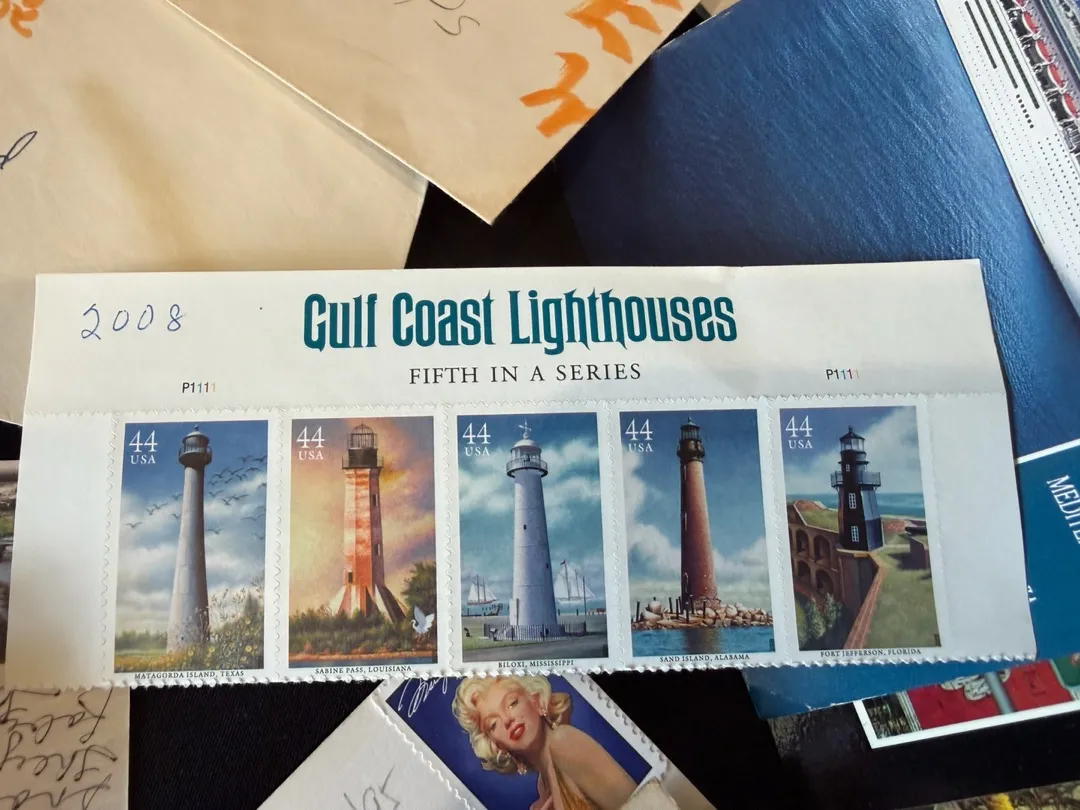 2008
Gulf Coast Lighthouses
FIFTH IN A SERIES
P1111
P1111
44
USA
44
USA
44
USA
44
USA
44
USA
MATAGORDA ISLAND, TEXAS
SABINE PASS, LOUISIANA
BILOXI, MISSISSIPPI
SAND ISLAND, ALABAMA
FORT JEFFERSON, FLORIDA